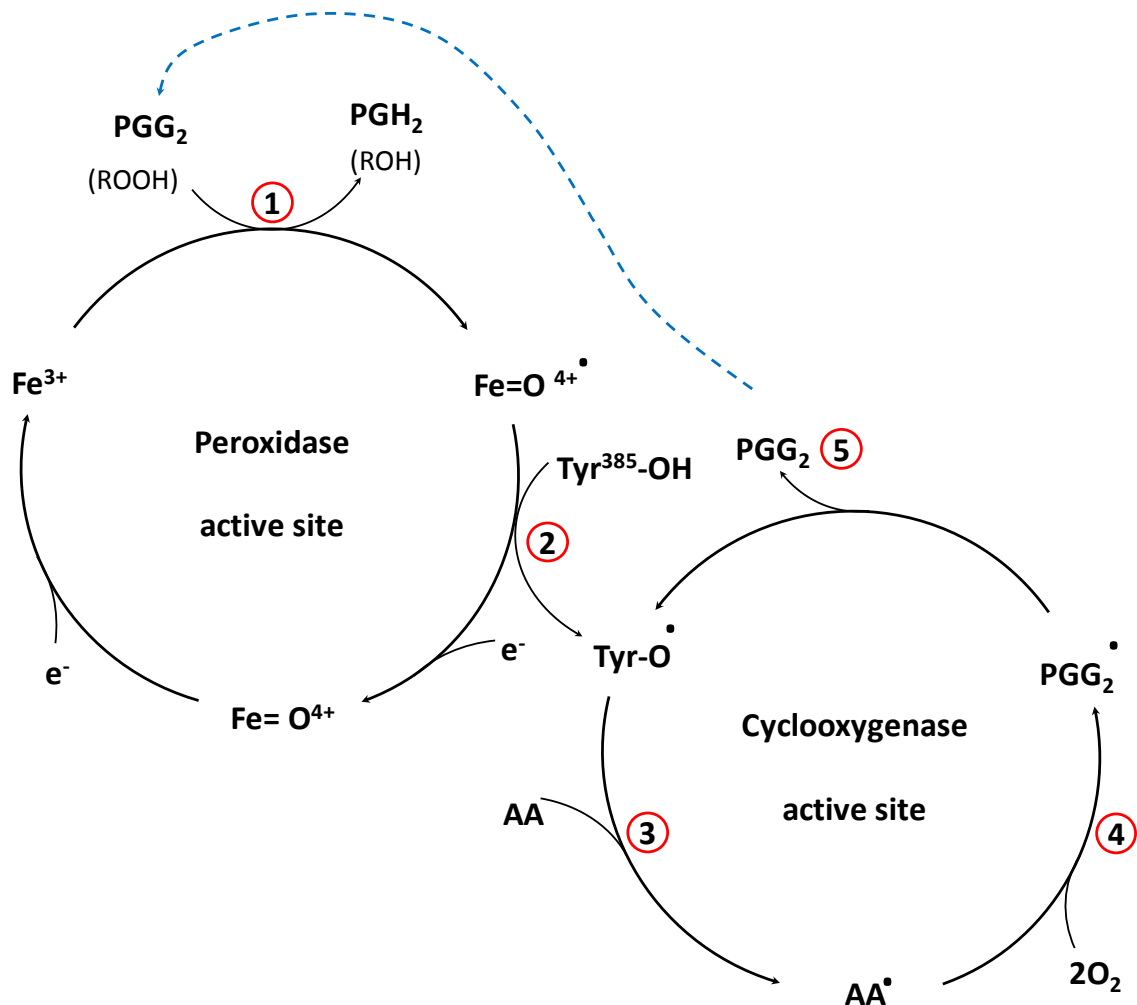 PGG₂
PGH₂
(ROOH)
(ROH)
1
Fe³⁺
Fe=O ⁴⁺•
Peroxidase
active site
PGG₂ 5
Tyr³⁸⁵-OH
2
e⁻
e⁻
Tyr-O•
PGG₂•
Fe= O⁴⁺
Cyclooxygenase
active site
AA
3
4
2O₂
AA•